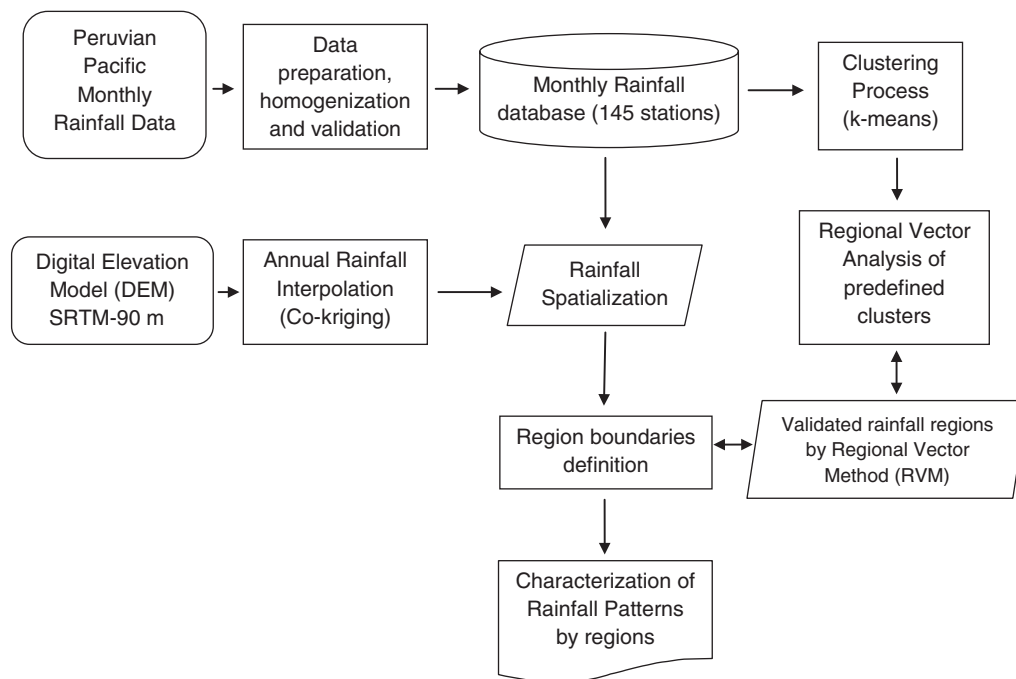 Peruvian
Pacific
Monthly
Rainfall Data
Data
preparation,
homogenization
and validation
Monthly Rainfall
database (145 stations)
Clustering
Process
(k-means)
Digital Elevation
Model (DEM)
SRTM-90 m
Annual Rainfall
Interpolation
(Co-kriging)
Rainfall
Spatialization
Regional Vector
Analysis of
predefined
clusters
Region boundaries
definition
Validated rainfall regions
by Regional Vector
Method (RVM)
Characterization of
Rainfall Patterns
by regions